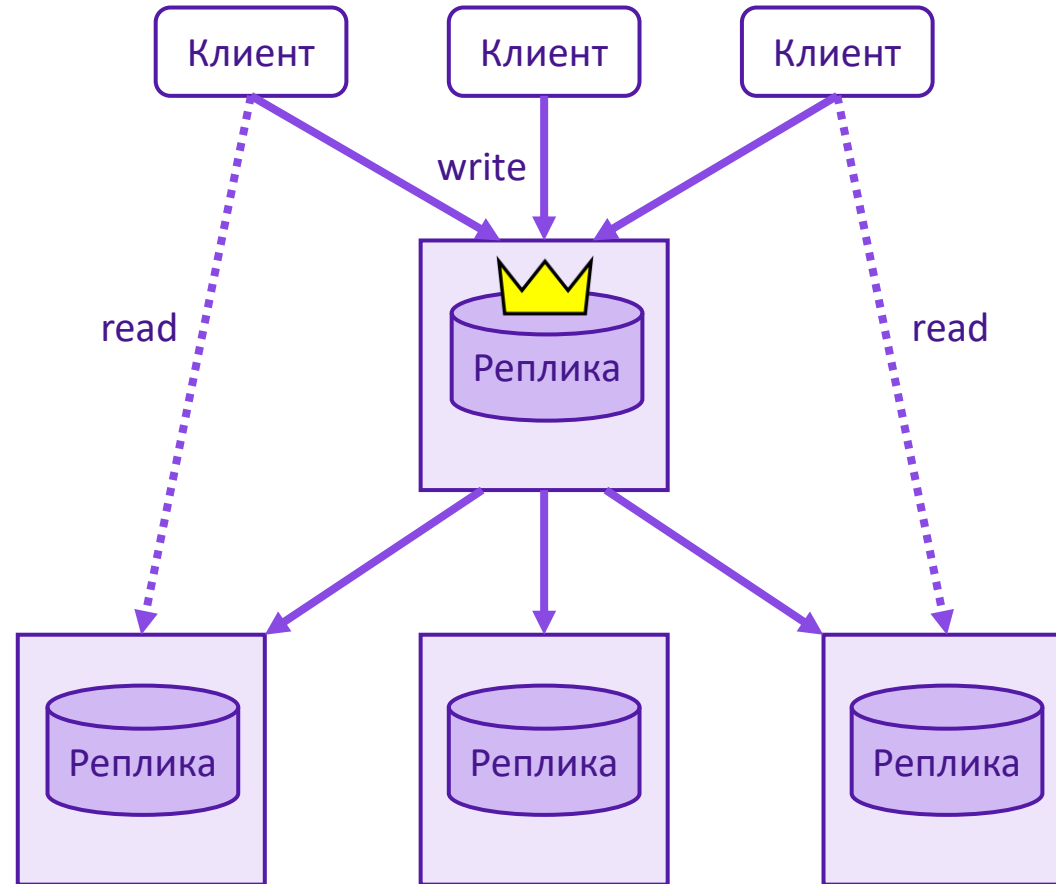 Клиент
Клиент
Клиент
write
read
read
Реплика
Реплика
Реплика
Реплика